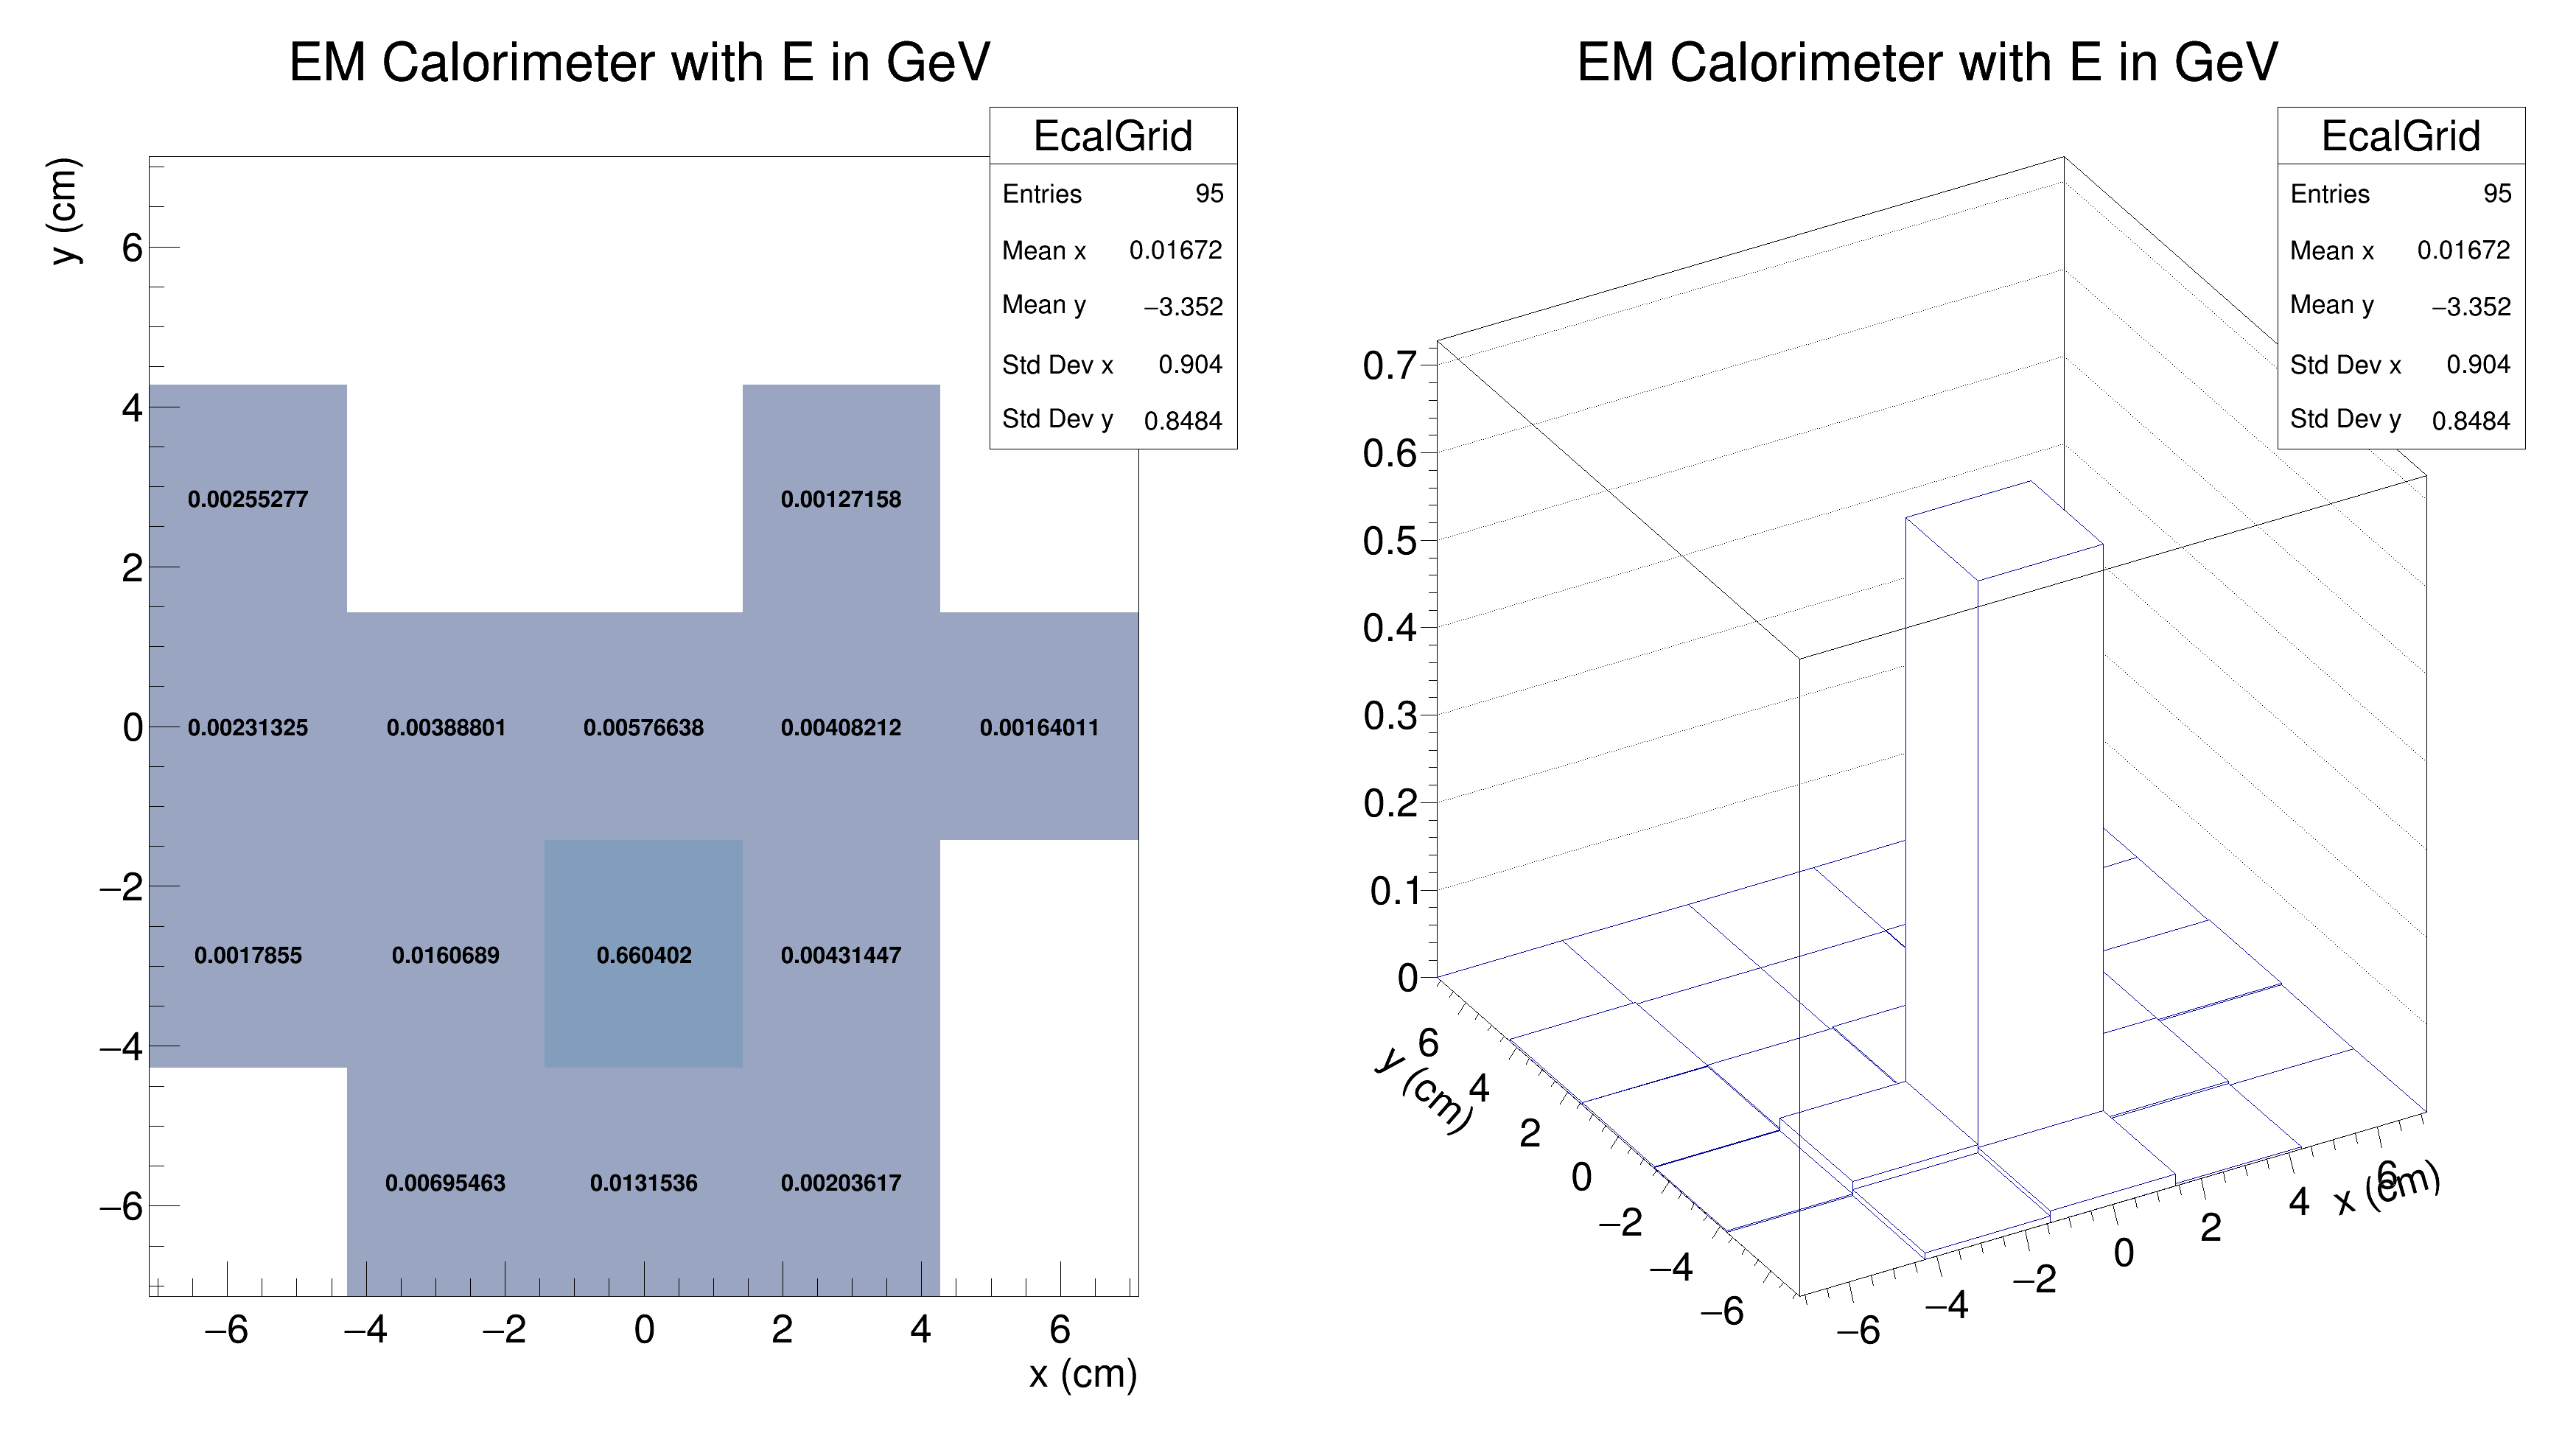 EM Calorimeter with E in GeV
EcalGrid
Entries 95
Mean x 0.01672
Mean y −3.352
Std Dev x 0.904
Std Dev y 0.8484
y (cm)
6
4
2
0
−2
−4
−6
0.00255277 0.00127158
0.00231325 0.00388801 0.00576638 0.00408212 0.00164011
0.0017855 0.0160689 0.660402 0.00431447
0.00695463 0.0131536 0.00203617
−6 −4 −2 0 2 4 6
x (cm)
EM Calorimeter with E in GeV
EcalGrid
Entries 95
Mean x 0.01672
Mean y −3.352
Std Dev x 0.904
Std Dev y 0.8484
0.7
0.6
0.5
0.4
0.3
0.2
0.1
0
y (cm)
6
4
2
0
−2
−4
−6
−6
−4
−2
0
2
4
6
x (cm)